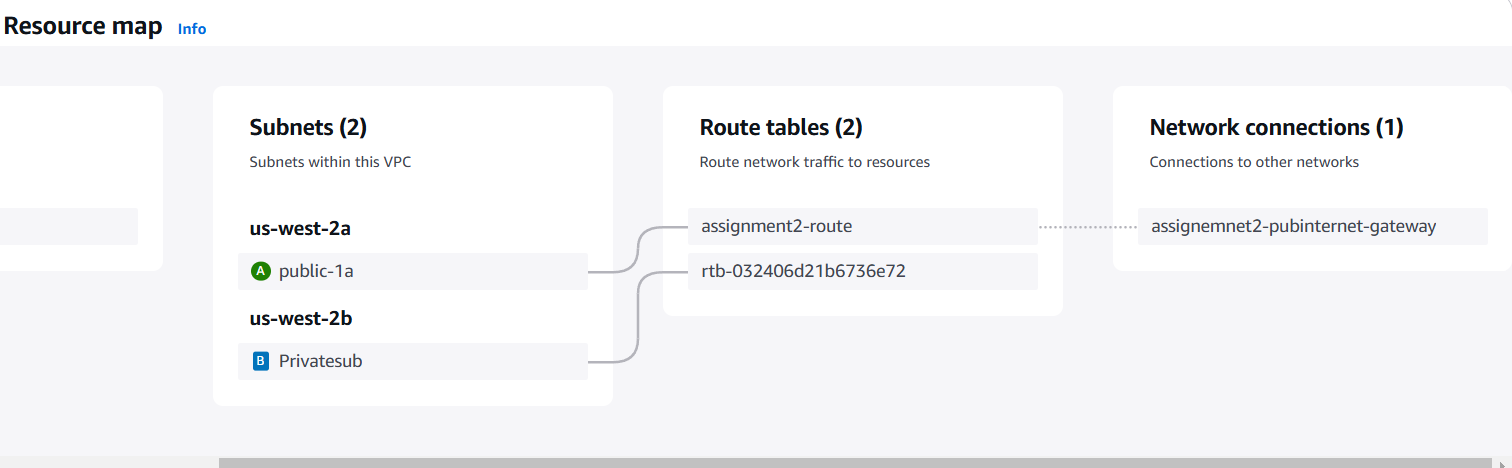 Resource map Info
Subnets (2)
Subnets within this VPC
us-west-2a
A public-1a
us-west-2b
B Privatesub
Route tables (2)
Route network traffic to resources
assignment2-route
rtb-032406d21b6736e72
Network connections (1)
Connections to other networks
assignemnet2-pubinternet-gateway